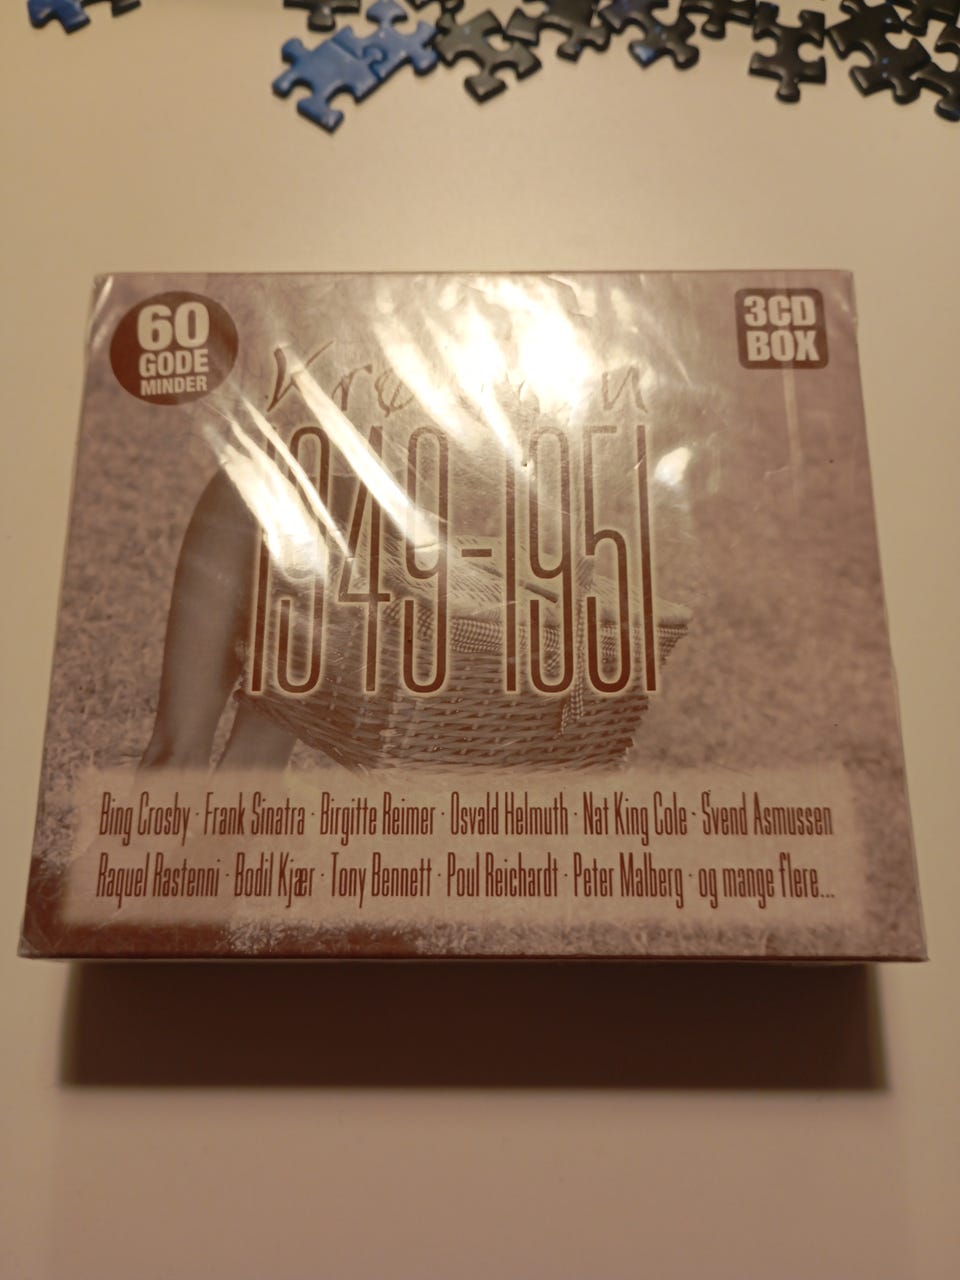 60
GODE
MINDER
3CD
BOX
1949-1951
Bing Crosby · Frank Sinatra · Birgitte Reimer · Osvald Helmuth · Nat King Cole · Svend Asmussen
Raquel Rastenni · Bodil Kjær · Tony Bennett · Poul Reichardt · Peter Malberg · og mange flere...